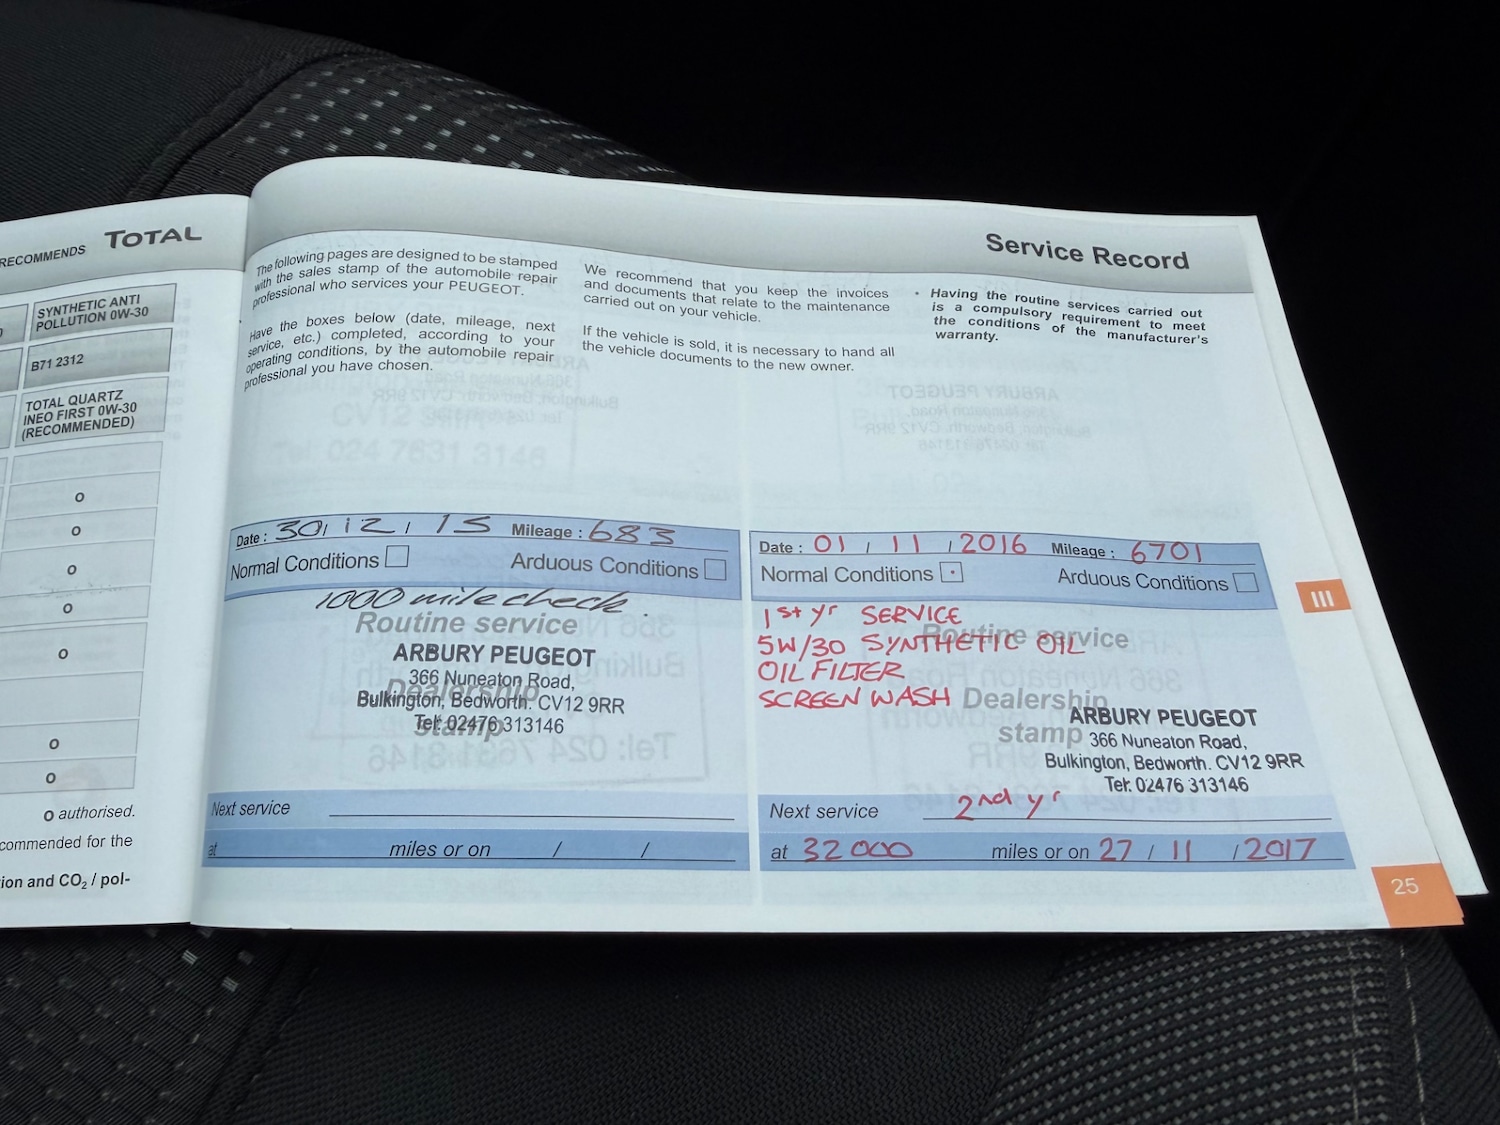 RECOMMENDS TOTAL
SYNTHETIC ANTI
POLLUTION 0W-30
B71 2312
TOTAL QUARTZ
INEO FIRST 0W-30
(RECOMMENDED)
o
o
o
o
o
o
o
o authorised.
commended for the
ion and CO2 / pol-
Service Record
The following pages are designed to be stamped
with the sales stamp of the automobile repair
professional who services your PEUGEOT.
Have the boxes below (date, mileage, next
service, etc.) completed, according to your
operating conditions, by the automobile repair
professional you have chosen.
We recommend that you keep the invoices
and documents that relate to the maintenance
carried out on your vehicle.
If the vehicle is sold, it is necessary to hand all
the vehicle documents to the new owner.
• Having the routine services carried out
is a compulsory requirement to meet
the conditions of the manufacturer's
warranty.
Date : 30 / 12 / 15 Mileage : 683
Normal Conditions Arduous Conditions
1000 mile check.
Routine service
ARBURY PEUGEOT
366 Nuneaton Road,
Dealership
Bulkington, Bedworth. CV12 9RR
stamp
Tel: 02476 313146
Next service
at miles or on / /
Date : 01 / 11 / 2016 Mileage : 6701
Normal Conditions Arduous Conditions
1st yr SERVICE
Routine service
5W/30 SYNTHETIC OIL
OIL FILTER
SCREEN WASH
Dealership
stamp
ARBURY PEUGEOT
366 Nuneaton Road,
Bulkington, Bedworth. CV12 9RR
Tel: 02476 313146
Next service 2nd yr
at 32000 miles or on 27 / 11 / 2017
III
25